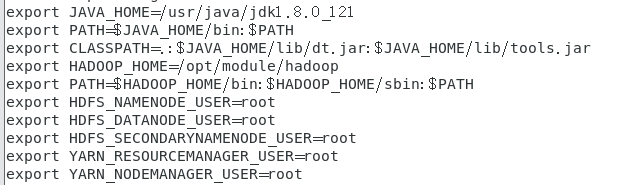 export JAVA_HOME=/usr/java/jdk1.8.0_121
export PATH=$JAVA_HOME/bin:$PATH
export CLASSPATH=.:$JAVA_HOME/lib/dt.jar:$JAVA_HOME/lib/tools.jar
export HADOOP_HOME=/opt/module/hadoop
export PATH=$HADOOP_HOME/bin:$HADOOP_HOME/sbin:$PATH
export HDFS_NAMENODE_USER=root
export HDFS_DATANODE_USER=root
export HDFS_SECONDARYNAMENODE_USER=root
export YARN_RESOURCEMANAGER_USER=root
export YARN_NODEMANAGER_USER=root